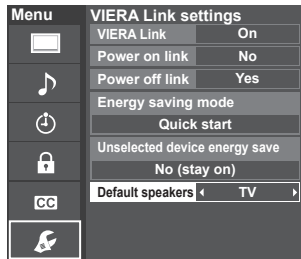 Menu
VIERA Link settings
VIERA Link On
Power on link No
Power off link Yes
Energy saving mode
Quick start
Unselected device energy save
No (stay on)
Default speakers TV
CC